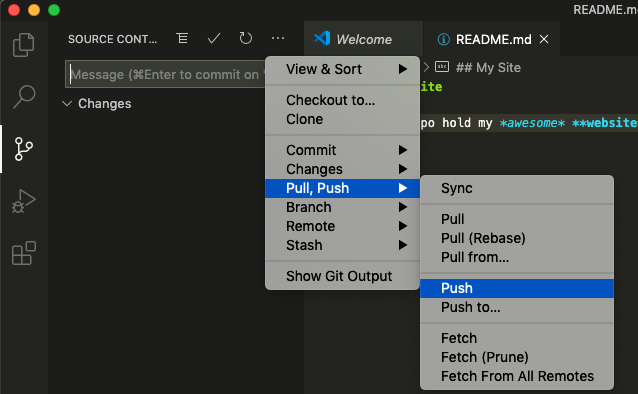 README.m
SOURCE CONT...
Welcome
README.md
Message (⌘Enter to commit on '
Changes
> ## My Site
ite
po hold my *awesome* **website
View & Sort
Checkout to...
Clone
Commit
Changes
Pull, Push
Branch
Remote
Stash
Show Git Output
Sync
Pull
Pull (Rebase)
Pull from...
Push
Push to...
Fetch
Fetch (Prune)
Fetch From All Remotes